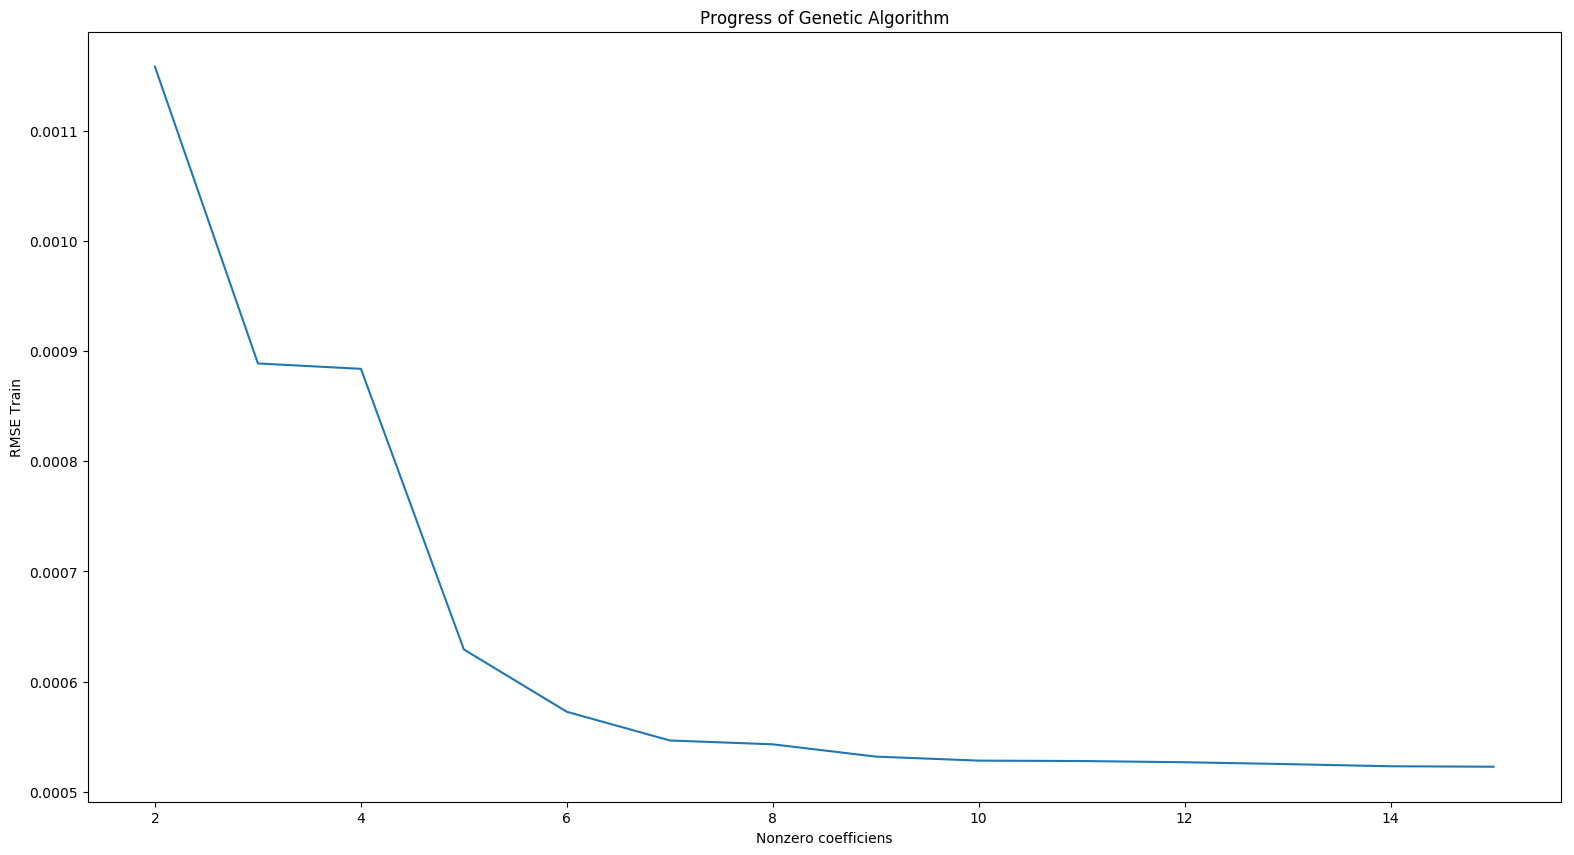 Progress of Genetic Algorithm
0.0011
0.0010
0.0009
0.0008
0.0007
0.0006
0.0005
RMSE Train
2 4 6 8 10 12 14
Nonzero coefficiens